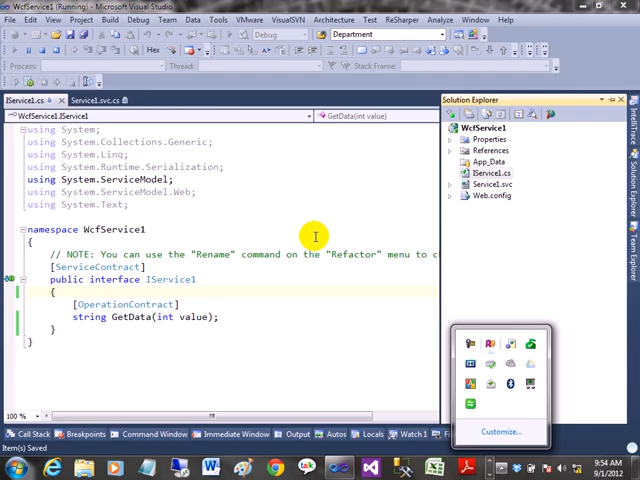 WcfService1 (Running) - Microsoft Visual Studio
File Edit View VMware Project Build Debug Team Data Tools VMware VisualSVN Architecture Test ReSharper Analyze Window Help
Debug
Department
Hex
Process: Thread: Stack Frame:
IService1.cs Service1.svc.cs
WcfService1.IService1 GetData(int value)
using System;
using System.Collections.Generic;
using System.Linq;
using System.Runtime.Serialization;
using System.ServiceModel;
using System.ServiceModel.Web;
using System.Text;
namespace WcfService1
{
// NOTE: You can use the "Rename" command on the "Refactor" menu to ch
[ServiceContract]
public interface IService1
{
[OperationContract]
string GetData(int value);
}
}
Solution Explorer
WcfService1
Properties
References
App_Data
IService1.cs
Service1.svc
Web.config
IntelliTrace
Solution Explorer
Team Explorer
Customize...
100 %
Call Stack Breakpoints Command Window Immediate Window Output Locals Autos Watch 1
Item(s) Saved
talk
9:54 AM
9/1/2012